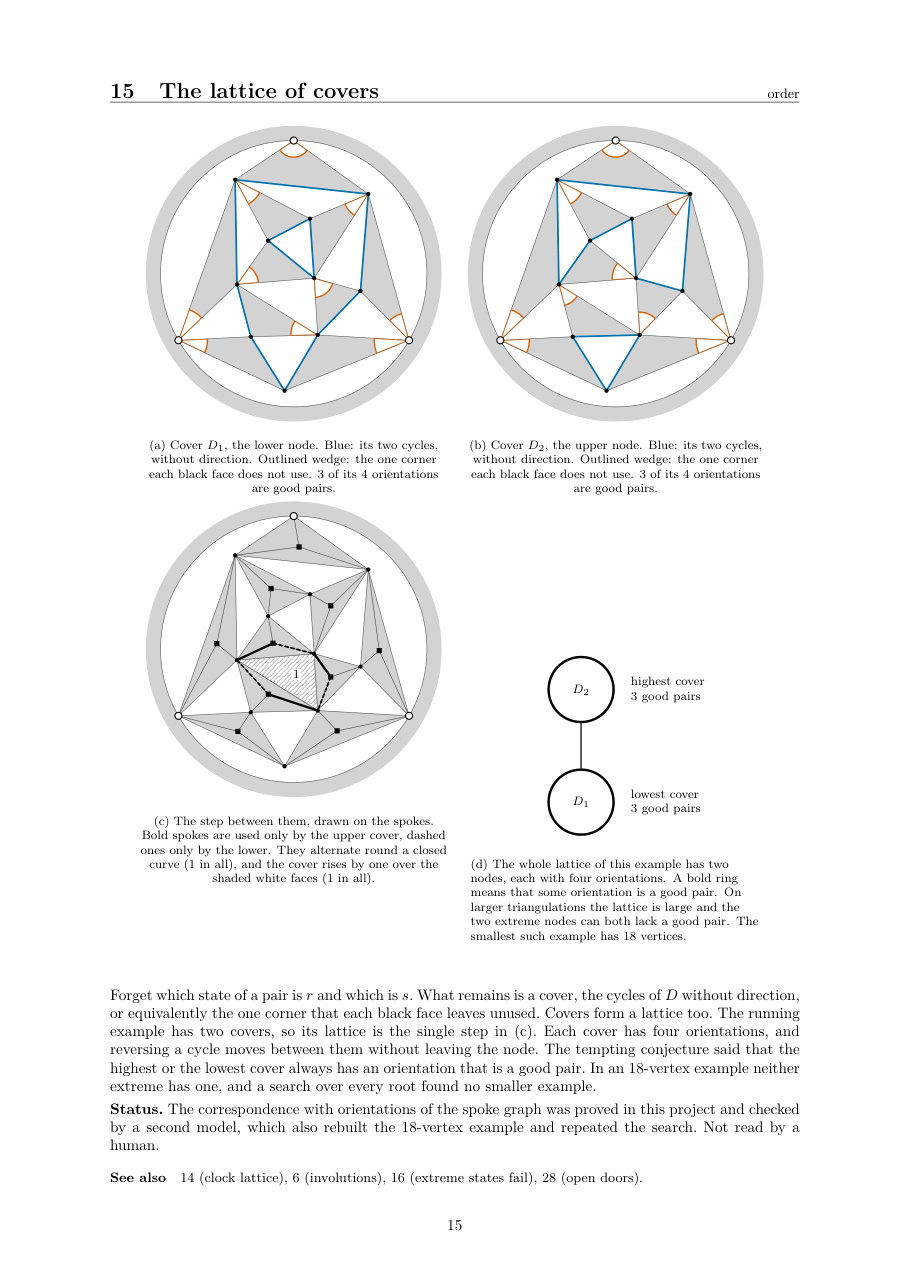 15 The lattice of covers order
(a) Cover D1, the lower node. Blue: its two cycles,
without direction. Outlined wedge: the one corner
each black face does not use. 3 of its 4 orientations
are good pairs.
(b) Cover D2, the upper node. Blue: its two cycles,
without direction. Outlined wedge: the one corner
each black face does not use. 3 of its 4 orientations
are good pairs.
1
(c) The step between them, drawn on the spokes.
Bold spokes are used only by the upper cover, dashed
ones only by the lower. They alternate round a closed
curve (1 in all), and the cover rises by one over the
shaded white faces (1 in all).
D2
highest cover
3 good pairs
D1
lowest cover
3 good pairs
(d) The whole lattice of this example has two
nodes, each with four orientations. A bold ring
means that some orientation is a good pair. On
larger triangulations the lattice is large and the
two extreme nodes can both lack a good pair. The
smallest such example has 18 vertices.
Forget which state of a pair is r and which is s. What remains is a cover, the cycles of D without direction,
or equivalently the one corner that each black face leaves unused. Covers form a lattice too. The running
example has two covers, so its lattice is the single step in (c). Each cover has four orientations, and
reversing a cycle moves between them without leaving the node. The tempting conjecture said that the
highest or the lowest cover always has an orientation that is a good pair. In an 18-vertex example neither
extreme has one, and a search over every root found no smaller example.
Status. The correspondence with orientations of the spoke graph was proved in this project and checked
by a second model, which also rebuilt the 18-vertex example and repeated the search. Not read by a
human.
See also 14 (clock lattice), 6 (involutions), 16 (extreme states fail), 28 (open doors).
15